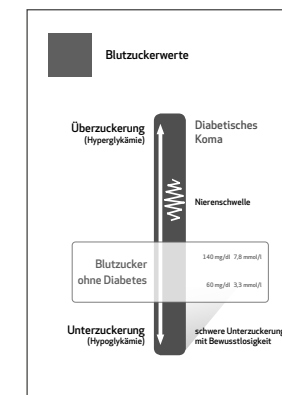 Blutzuckerwerte
Überzuckerung
(Hyperglykämie)
Diabetisches
Koma
Nierenschwelle
Blutzucker
ohne Diabetes
140 mg/dl 7,8 mmol/l
60 mg/dl 3,3 mmol/l
Unterzuckerung
(Hypoglykämie)
schwere Unterzuckerung
mit Bewusstlosigkeit